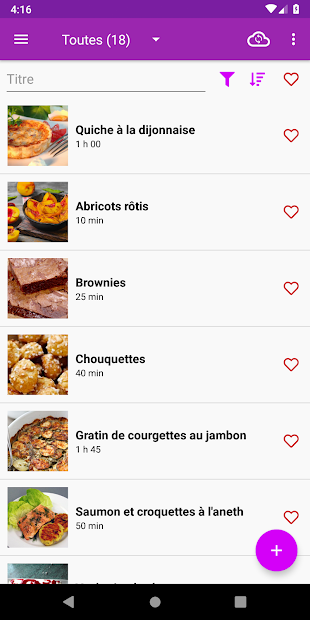 4:16
Toutes (18)
Titre
Quiche à la dijonnaise
1 h 00
Abricots rôtis
10 min
Brownies
25 min
Chouquettes
40 min
Gratin de courgettes au jambon
1 h 45
Saumon et croquettes à l'aneth
50 min